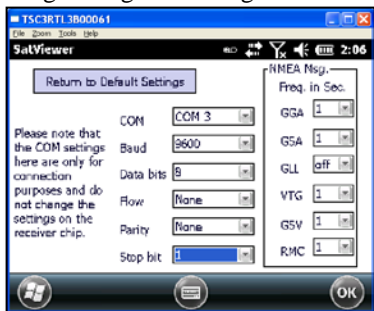 TSC3RTL3B00061
File Zoom Tools Help
SatViewer 2:06
Return to Default Settings
Please note that
the COM settings
here are only for
connection
purposes and do
not change the
settings on the
receiver chip.
COM COM 3
Baud 9600
Data bits 8
Flow None
Parity None
Stop bit 1
NMEA Msg.
Freq. in Sec.
GGA 1
GSA 1
GLL off
VTG 1
GSV 1
RMC 1
OK